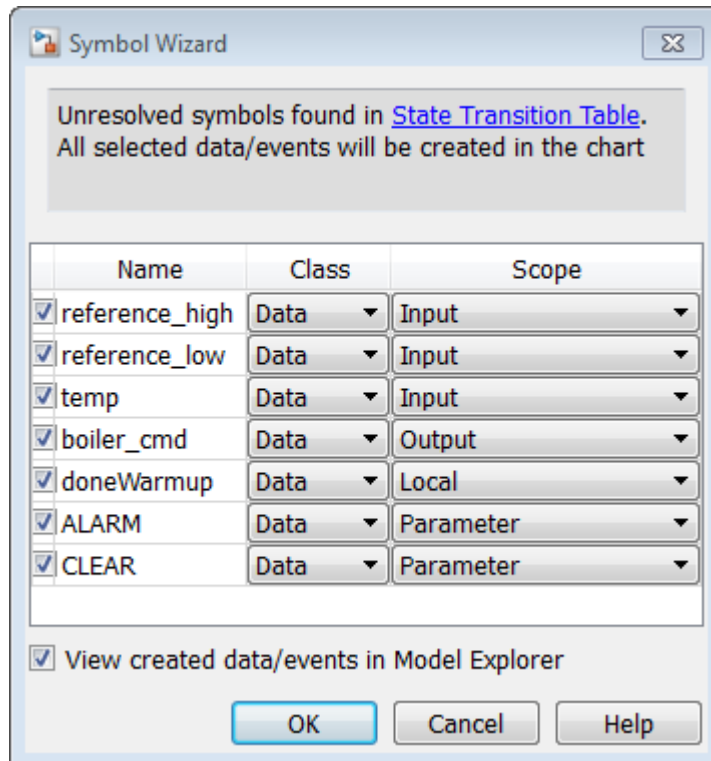 Symbol Wizard
Unresolved symbols found in State Transition Table.
All selected data/events will be created in the chart
Name Class Scope
reference_high Data Input
reference_low Data Input
temp Data Input
boiler_cmd Data Output
doneWarmup Data Local
ALARM Data Parameter
CLEAR Data Parameter
View created data/events in Model Explorer
OK Cancel Help